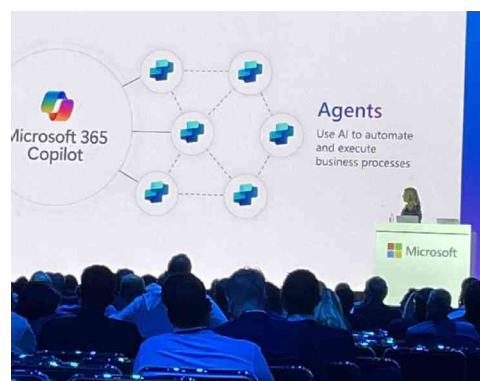 Microsoft 365
Copilot
Agents
Use AI to automate
and execute
business processes
Microsoft